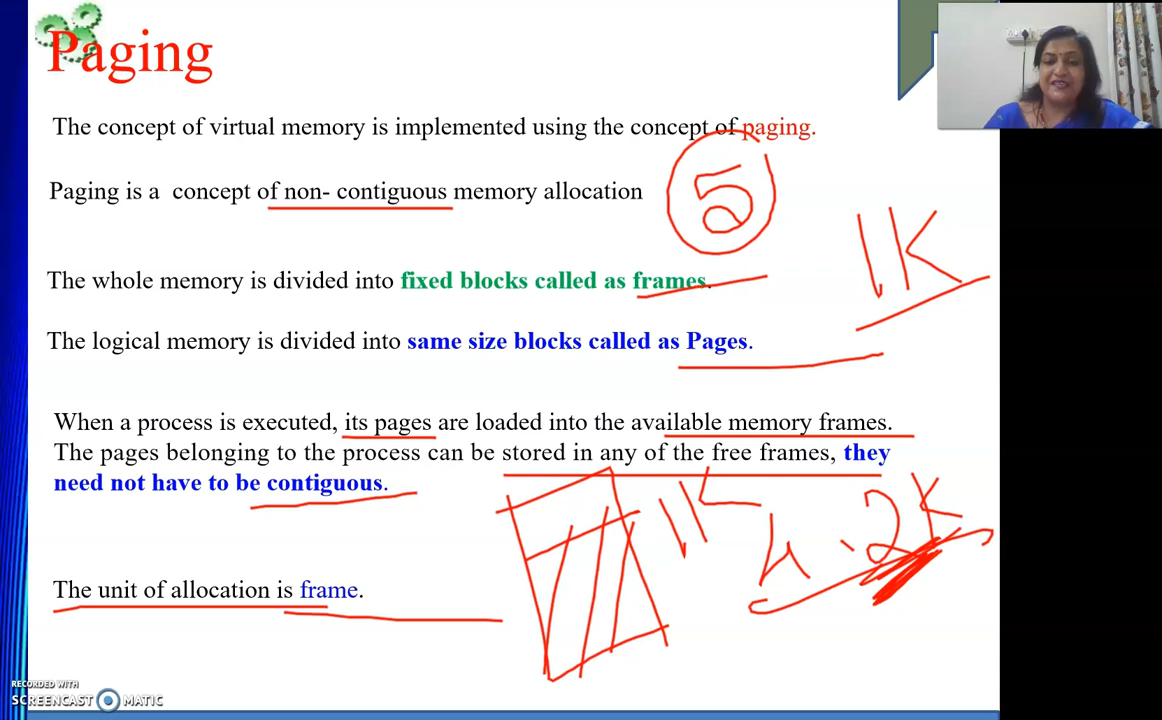 Paging
The concept of virtual memory is implemented using the concept of paging.
Paging is a concept of non- contiguous memory allocation
5
1K
The whole memory is divided into fixed blocks called as frames.
The logical memory is divided into same size blocks called as Pages.
When a process is executed, its pages are loaded into the available memory frames.
The pages belonging to the process can be stored in any of the free frames, they
need not have to be contiguous.
1K
4.2K
The unit of allocation is frame.
RECORDED WITH
SCREENCAST MATIC